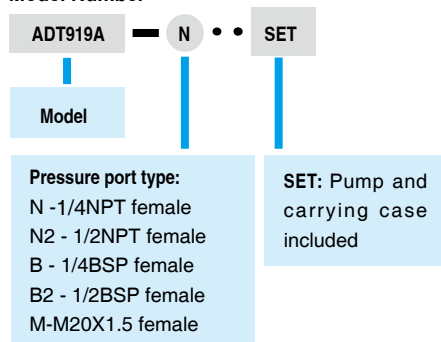 ADT919A — N • • SET
Model
Pressure port type:
N -1/4NPT female
N2 - 1/2NPT female
B - 1/4BSP female
B2 - 1/2BSP female
M-M20X1.5 female
SET: Pump and
carrying case
included